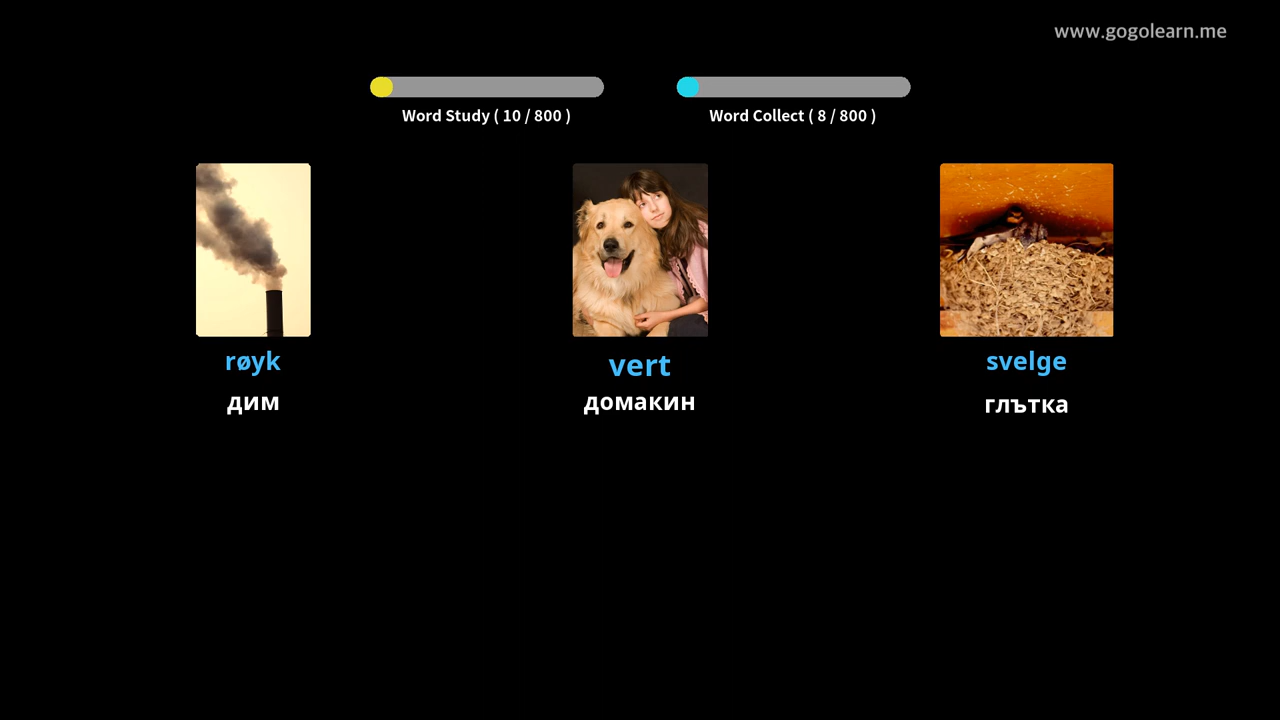 www.gogolearn.me
Word Study ( 10 / 800 )
Word Collect ( 8 / 800 )
røyk
vert
svelge
дим
домакин
глътка